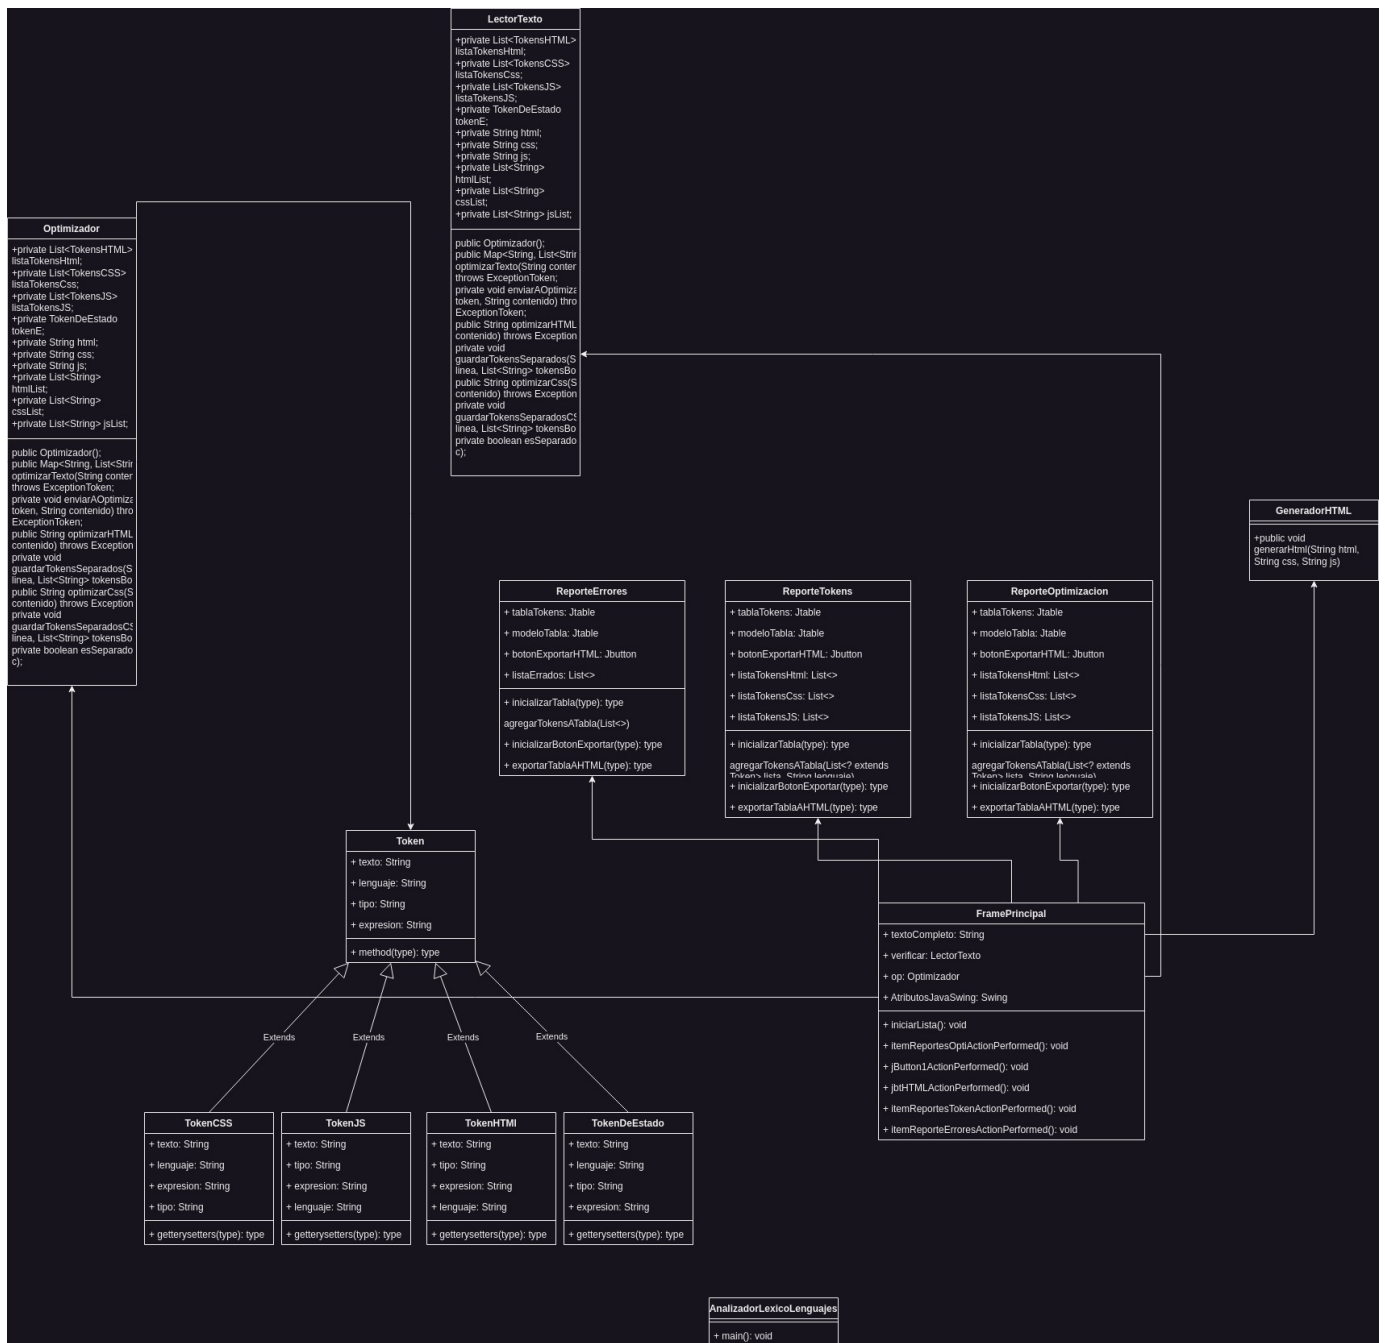 LectorTexto
+private List<TokensHTML>
listaTokensHtml;
+private List<TokensCSS>
listaTokensCss;
+private List<TokensJS>
listaTokensJS;
+private TokenDeEstado
tokenE;
+private String html;
+private String css;
+private String js;
+private List<String>
htmlList;
+private List<String>
cssList;
+private List<String> jsList;
public Optimizador();
public Map<String, List<Strin
optimizarTexto(String conten
throws ExceptionToken;
private void enviarAOptimiza
token, String contenido) thro
ExceptionToken;
public String optimizarHTML
contenido) throws Exception
private void
guardarTokensSeparados(S
linea, List<String> tokensBo
public String optimizarCss(S
contenido) throws Exception
private void
guardarTokensSeparadosCS
linea, List<String> tokensBo
private boolean esSeparado
c);
Optimizador
+private List<TokensHTML>
listaTokensHtml;
+private List<TokensCSS>
listaTokensCss;
+private List<TokensJS>
listaTokensJS;
+private TokenDeEstado
tokenE;
+private String html;
+private String css;
+private String js;
+private List<String>
htmlList;
+private List<String>
cssList;
+private List<String> jsList;
public Optimizador();
public Map<String, List<Strin
optimizarTexto(String conten
throws ExceptionToken;
private void enviarAOptimiza
token, String contenido) thro
ExceptionToken;
public String optimizarHTML
contenido) throws Exception
private void
guardarTokensSeparados(S
linea, List<String> tokensBo
public String optimizarCss(S
contenido) throws Exception
private void
guardarTokensSeparadosCS
linea, List<String> tokensBo
private boolean esSeparado
c);
GeneradorHTML
+public void
generarHtml(String html,
String css, String js)
ReporteErrores
+ tablaTokens: Jtable
+ modeloTabla: Jtable
+ botonExportarHTML: Jbutton
+ listaErrados: List<>
+ inicializarTabla(type): type
agregarTokensATabla(List<>)
+ inicializarBotonExportar(type): type
+ exportarTablaAHTML(type): type
ReporteTokens
+ tablaTokens: Jtable
+ modeloTabla: Jtable
+ botonExportarHTML: Jbutton
+ listaTokensHtml: List<>
+ listaTokensCss: List<>
+ listaTokensJS: List<>
+ inicializarTabla(type): type
agregarTokensATabla(List<? extends
Token> lista, String lenguaje)
+ inicializarBotonExportar(type): type
+ exportarTablaAHTML(type): type
ReporteOptimizacion
+ tablaTokens: Jtable
+ modeloTabla: Jtable
+ botonExportarHTML: Jbutton
+ listaTokensHtml: List<>
+ listaTokensCss: List<>
+ listaTokensJS: List<>
+ inicializarTabla(type): type
agregarTokensATabla(List<? extends
Token> lista, String lenguaje)
+ inicializarBotonExportar(type): type
+ exportarTablaAHTML(type): type
Token
+ texto: String
+ lenguaje: String
+ tipo: String
+ expresion: String
+ method(type): type
FramePrincipal
+ textoCompleto: String
+ verificar: LectorTexto
+ op: Optimizador
+ AtributosJavaSwing: Swing
+ iniciarLista(): void
+ itemReportesOptiActionPerformed(): void
+ jButton1ActionPerformed(): void
+ jbtHTMLActionPerformed(): void
+ itemReportesTokenActionPerformed(): void
+ itemReporteErroresActionPerformed(): void
Extends
Extends
Extends
Extends
TokenCSS
+ texto: String
+ lenguaje: String
+ expresion: String
+ tipo: String
+ getterysetters(type): type
TokenJS
+ texto: String
+ tipo: String
+ expresion: String
+ lenguaje: String
+ getterysetters(type): type
TokenHTMl
+ texto: String
+ tipo: String
+ expresion: String
+ lenguaje: String
+ getterysetters(type): type
TokenDeEstado
+ texto: String
+ lenguaje: String
+ tipo: String
+ expresion: String
+ getterysetters(type): type
AnalizadorLexicoLenguajes
+ main(): void